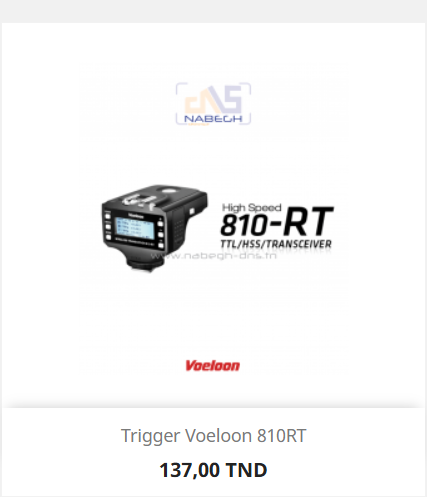 NABEGH
Voeloon
High Speed
810-RT
TTL/HSS/TRANSCEIVER
www.nabegh-dns.tn
Voeloon
Trigger Voeloon 810RT
137,00 TND